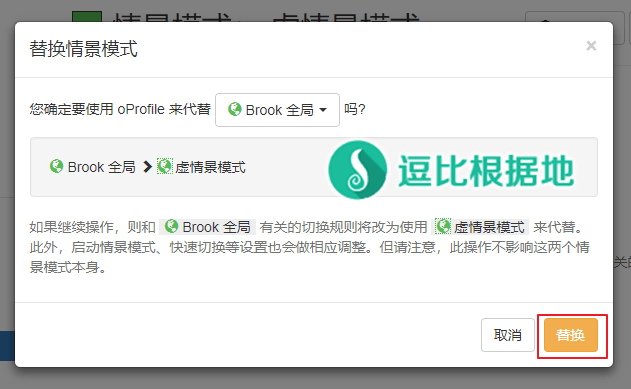 替换情景模式
×
您确定要使用 oProfile 来代替 Brook 全局 吗?
Brook 全局 虚情景模式
逗比根据地
如果继续操作，则和 Brook 全局 有关的切换规则将改为使用 虚情景模式 来代替。
此外，启动情景模式、快速切换等设置也会做相应调整。但请注意，此操作不影响这两个情
景模式本身。
关的
取消 替换